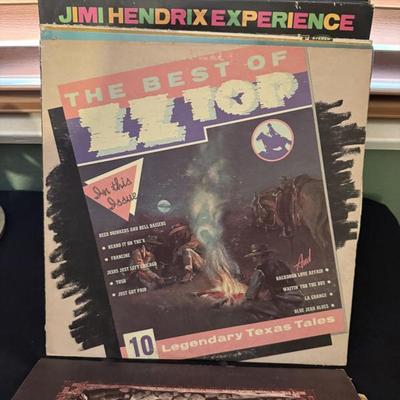 JIMI HENDRIX EXPERIENCE
STEREO
THE BEST OF
ZZ TOP
In this
Issue
BEER DRINKERS AND HELL RAISERS
• HEARD IT ON THE X
• FRANCINE
JESUS JUST LEFT CHICAGO
• TUSH
• JUST GOT PAID
And
• BACKDOOR LOVE AFFAIR
• WAITIN' FOR THE BUS
• LA GRANGE
• BLUE JEAN BLUES
10 Legendary Texas Tales